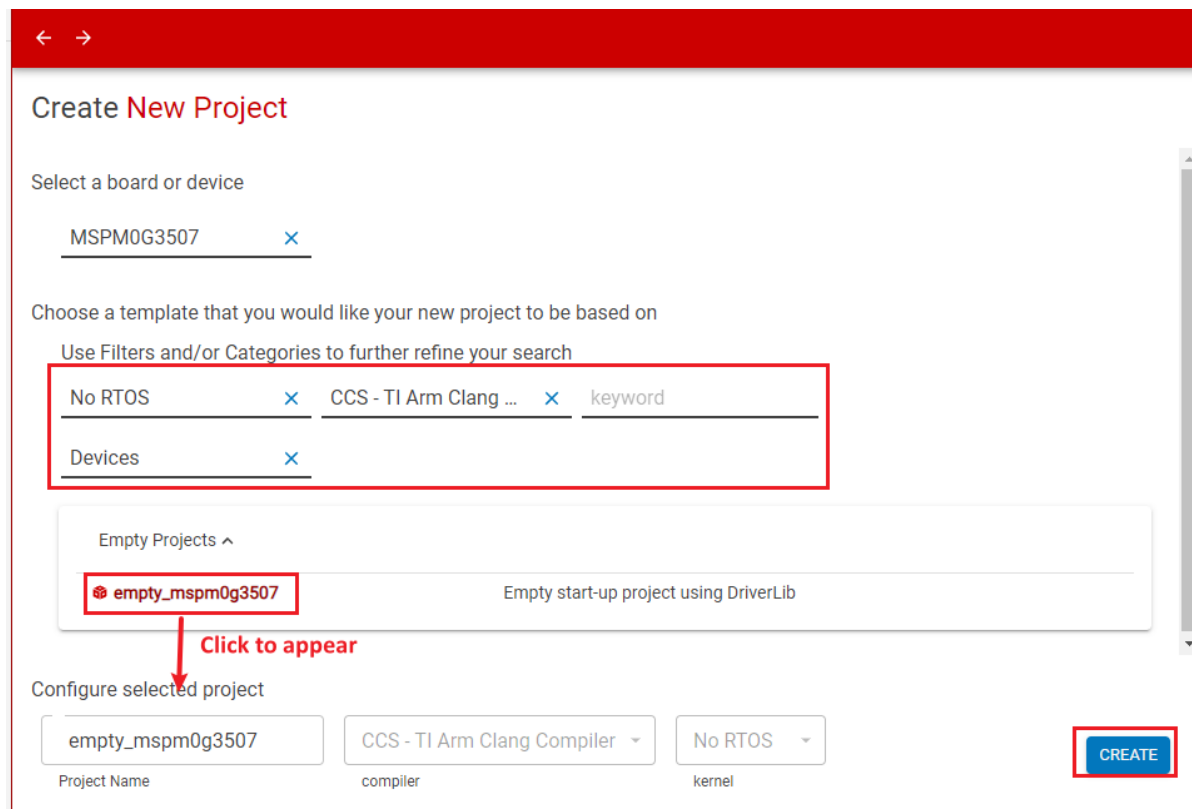 Create New Project
Select a board or device
MSPM0G3507
Choose a template that you would like your new project to be based on
Use Filters and/or Categories to further refine your search
No RTOS CCS - TI Arm Clang ... keyword
Devices
Empty Projects
empty_mspm0g3507 Empty start-up project using DriverLib
Click to appear
Configure selected project
empty_mspm0g3507 CCS - TI Arm Clang Compiler No RTOS CREATE
Project Name compiler kernel